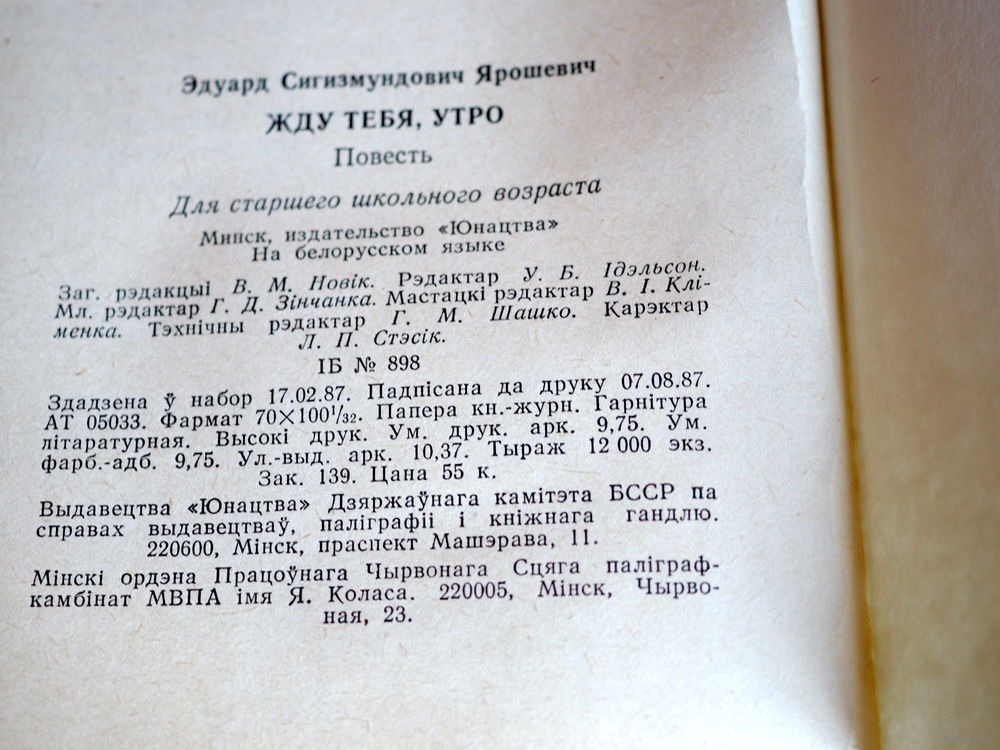 Эдуард Сигизмундович Ярошевич
ЖДУ ТЕБЯ, УТРО
Повесть
Для старшего школьного возраста
Минск, издательство «Юнацтва»
На белорусском языке
Заг. рэдакцыі В. М. Новік. Рэдактар У. Б. Ідэльсон.
Мл. рэдактар Г. Д. Зінчанка. Мастацкі рэдактар В. І. Клі-
менка. Тэхнічны рэдактар Г. М. Шашко. Карэктар
Л. П. Стэсік.
ІБ № 898
Здадзена ў набор 17.02.87. Падпісана да друку 07.08.87.
АТ 05033. Фармат 70×100¹/₃₂. Папера кн.-журн. Гарнітура
літаратурная. Высокі друк. Ум. друк. арк. 9,75. Ум.
фарб.-адб. 9,75. Ул.-выд. арк. 10,37. Тыраж 12 000 экз.
Зак. 139. Цана 55 к.
Выдавецтва «Юнацтва» Дзяржаўнага камітэта БССР па
справах выдавецтваў, паліграфіі і кніжнага гандлю.
220600, Мінск, праспект Машэрава, 11.
Мінскі ордэна Працоўнага Чырвонага Сцяга паліграф-
камбінат МВПА імя Я. Коласа. 220005, Мінск, Чырво-
ная, 23.